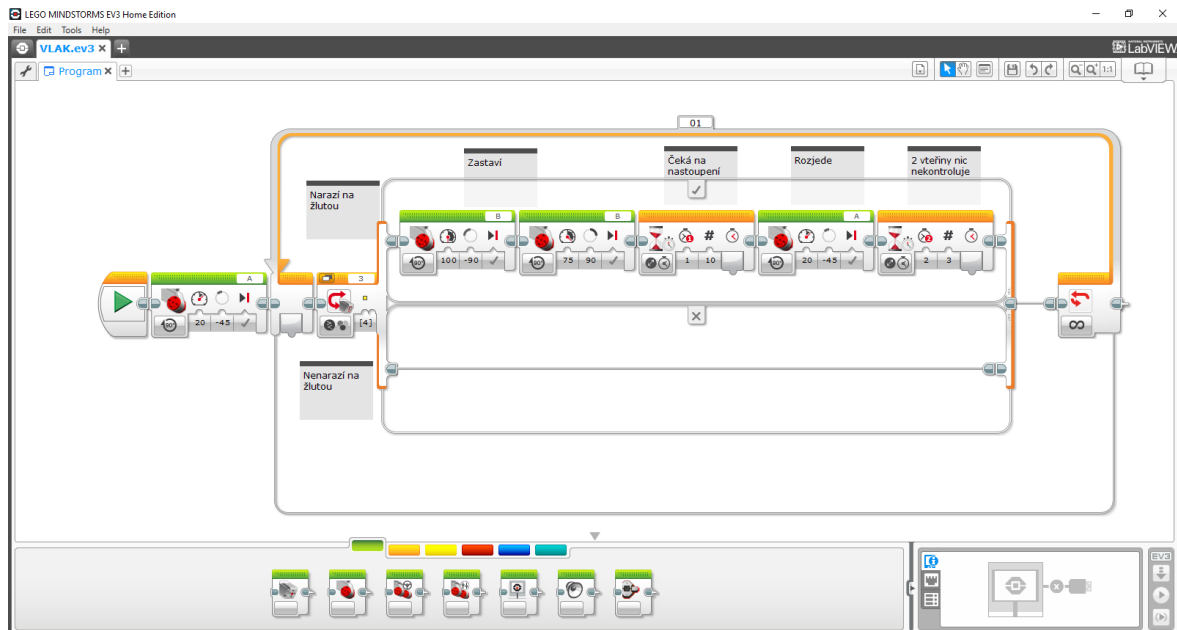 LEGO MINDSTORMS EV3 Home Edition
File Edit Tools Help
VLAK.ev3
LabVIEW
Program
1:1
01
Zastaví
Čeká na
nastoupení
Rozjede
2 vteřiny nic
nekontroluje
Narazí na
žlutou
B
B
A
100 -90
75 90
1 10
20 -45
2 3
A
3
20 -45
[4]
Nenarazí na
žlutou
EV3